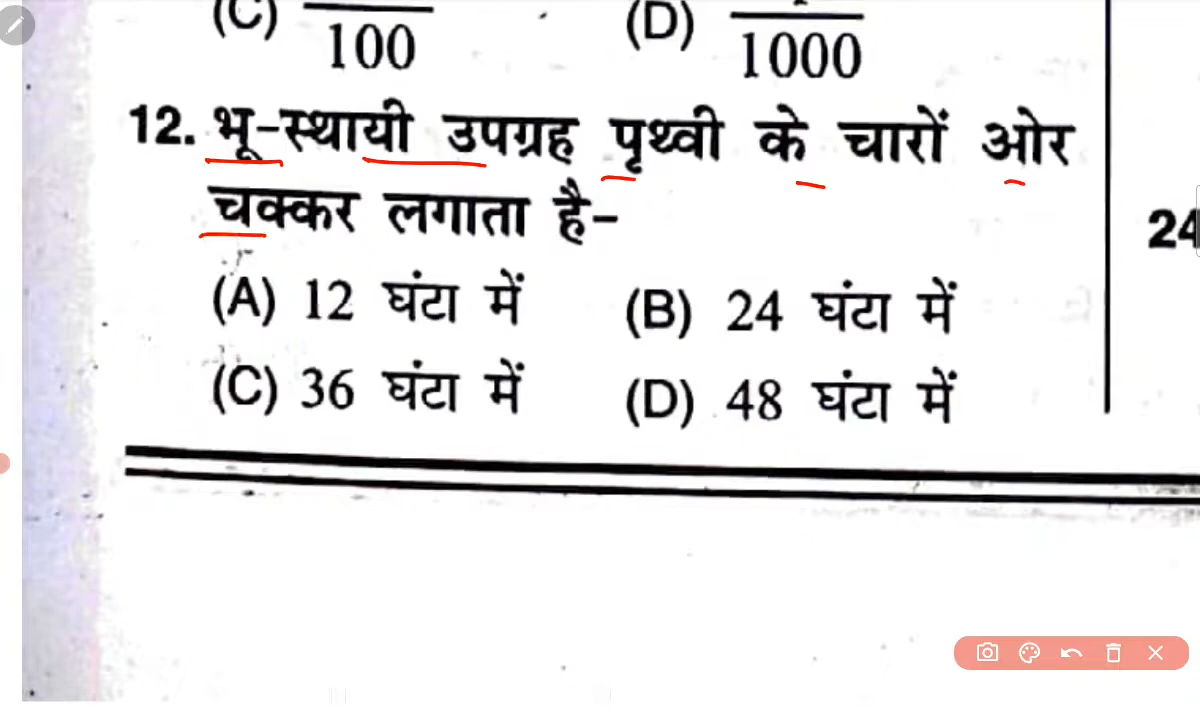 (C) 100 (D) 1000
12. भू-स्थायी उपग्रह पृथ्वी के चारों ओर
चक्कर लगाता है-
(A) 12 घंटा में (B) 24 घंटा में
(C) 36 घंटा में (D) 48 घंटा में
24